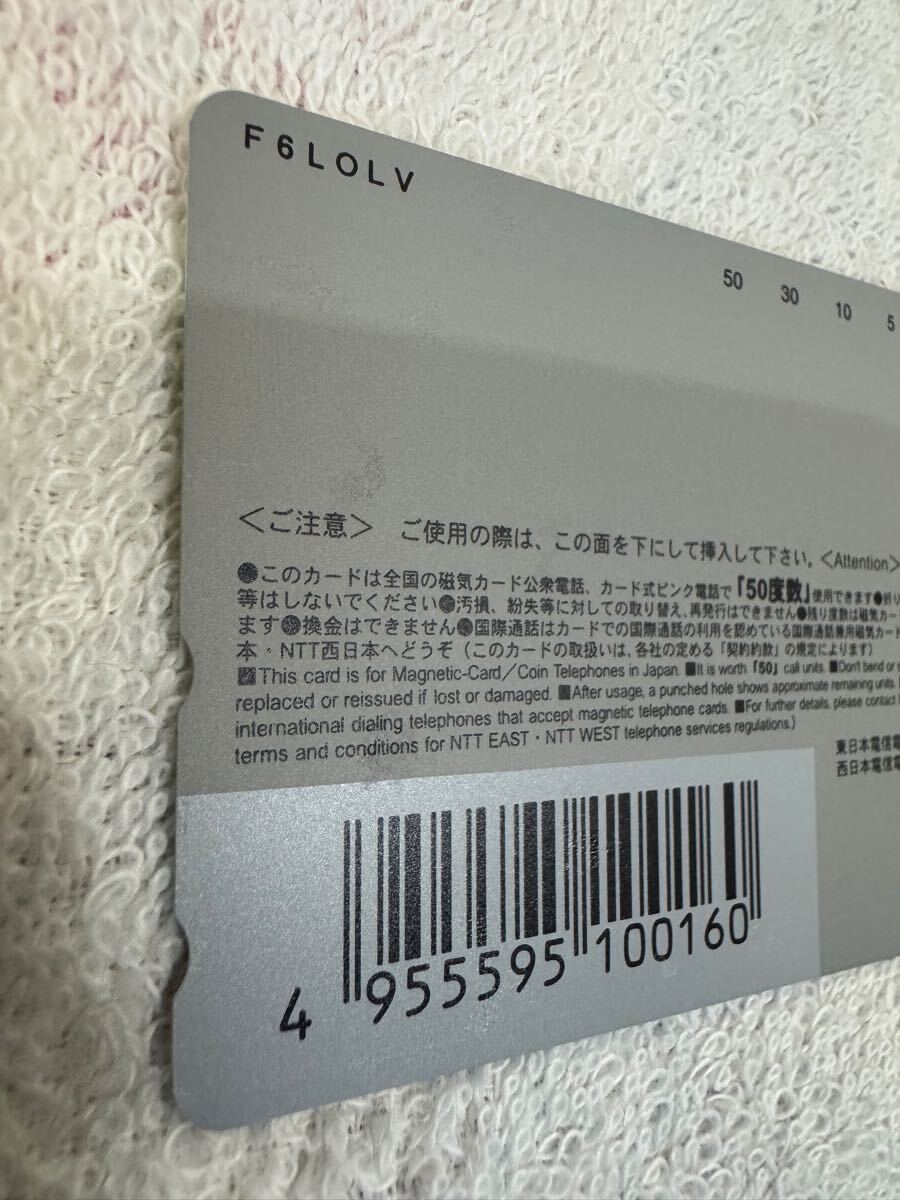 F6LOLV
50 30 10 5
＜ご注意＞ ご使用の際は、この面を下にして挿入して下さい。＜Attention＞
●このカードは全国の磁気カード公衆電話、カード式ピンク電話で「50度数」使用できます●折り
等はしないでください●汚損、紛失等に対しての取り替え、再発行はできません●残り度数は磁気カー
ます●換金はできません●国際通話はカードでの国際通話の利用を認めている国際通話兼用磁気カード
本・NTT西日本へどうぞ（このカードの取扱いは、各社の定める「契約約款」の規定によります）
■This card is for Magnetic-Card／Coin Telephones in Japan. ■It is worth「50」call units. ■Don't bend or
replaced or reissued if lost or damaged. ■After usage, a punched hole shows approximate remaining units.
international dialing telephones that accept magnetic telephone cards. ■For further details, please contact
terms and conditions for NTT EAST・NTT WEST telephone services regulations.)
東日本電信電
西日本電信電
4 955595 100160